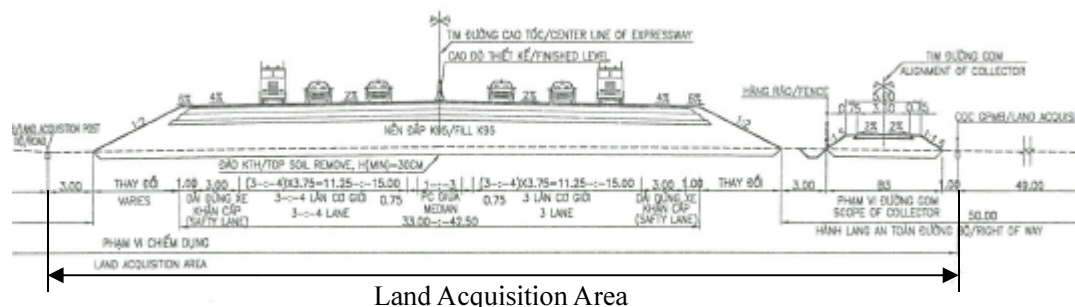 TIM ĐƯỜNG CAO TỐC/CENTER LINE OF EXPRESSWAY
CAO ĐỘ THIẾT KẾ/FINISHED LEVEL
TIM ĐƯỜNG GOM
ALIGNMENT OF COLLECTOR
HÀNG RÀO/FENCE
0.75
0.75
6% 4% 2% 2% 4% 6%
2% 2%
1/2
1/2
LAND ACQUISITION POST
CỌC GPMB/LAND ACQUIS
NỀN ĐẮP K95/FILL K95
ĐÀO KTH/TOP SOIL REMOVE, H(MIN)=30CM
3.00 THAY ĐỔI 1.00 3.00 (3-:-4)X3.75=11.25-:-15.00 1-:-3 (3-:-4)X3.75=11.25-:-15.00 3.00 1.00 THAY ĐỔI 3.00 B3 1.00 49.00
VARIES
DẢI DỪNG XE KHẨN CẤP (SAFTY LANE)
3-:-4 LÀN CƠ GIỚI
3-:-4 LANE
0.75
PC GIỮA
MEDIAN
0.75
3 LÀN CƠ GIỚI
3 LANE
DẢI DỪNG XE KHẨN CẤP (SAFTY LANE)
33.00-:-42.50
PHẠM VI ĐƯỜNG GOM
SCOPE OF COLLECTOR
50.00
HÀNH LANG AN TOÀN ĐƯỜNG BỘ/RIGHT OF WAY
PHẠM VI CHIẾM DỤNG
LAND ACQUISITION AREA
Land Acquisition Area